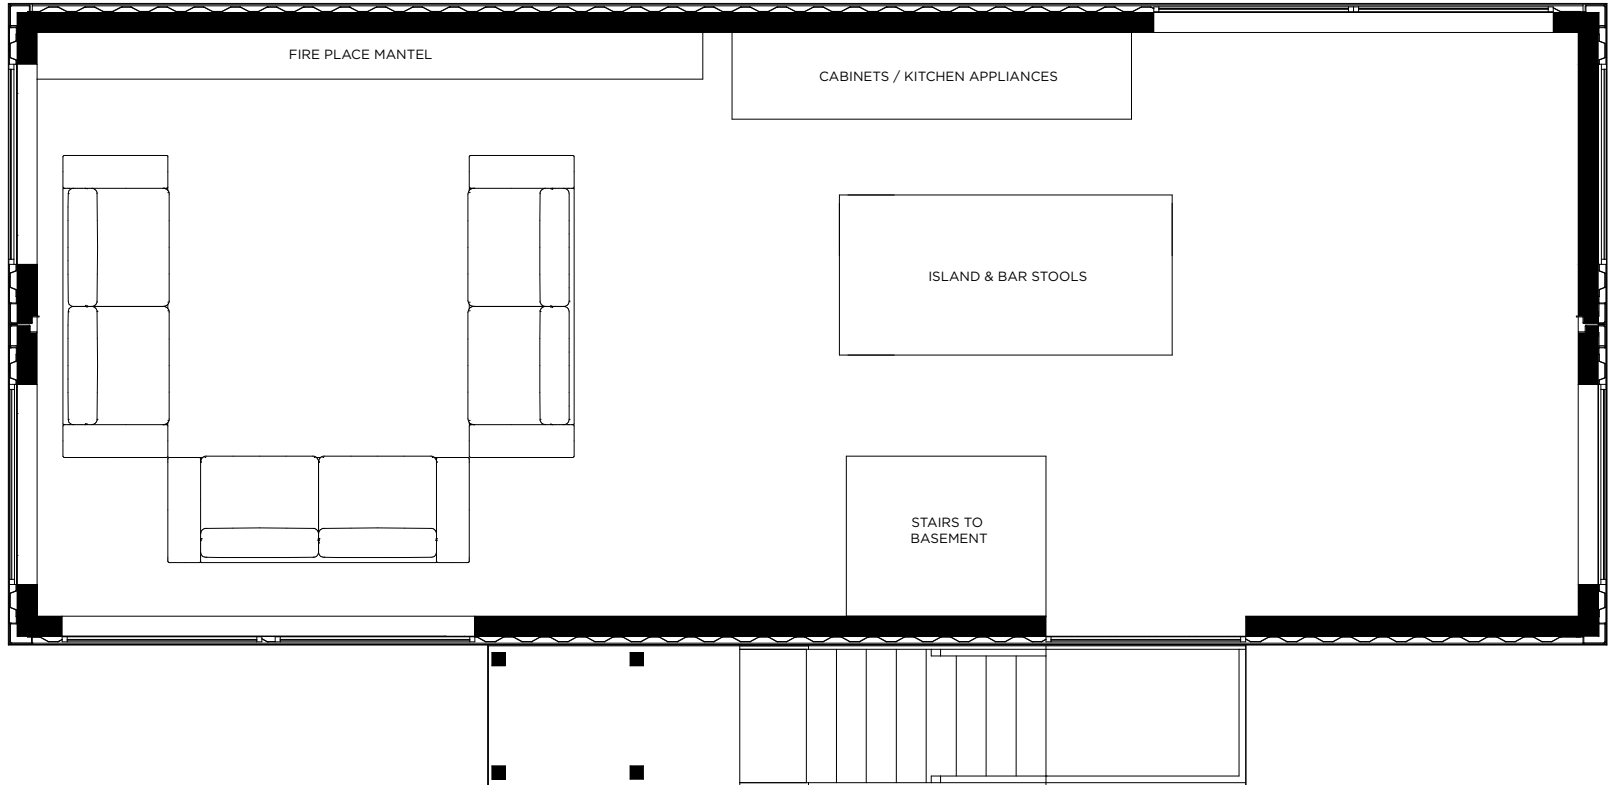 FIRE PLACE MANTEL
CABINETS / KITCHEN APPLIANCES
ISLAND & BAR STOOLS
STAIRS TO
BASEMENT